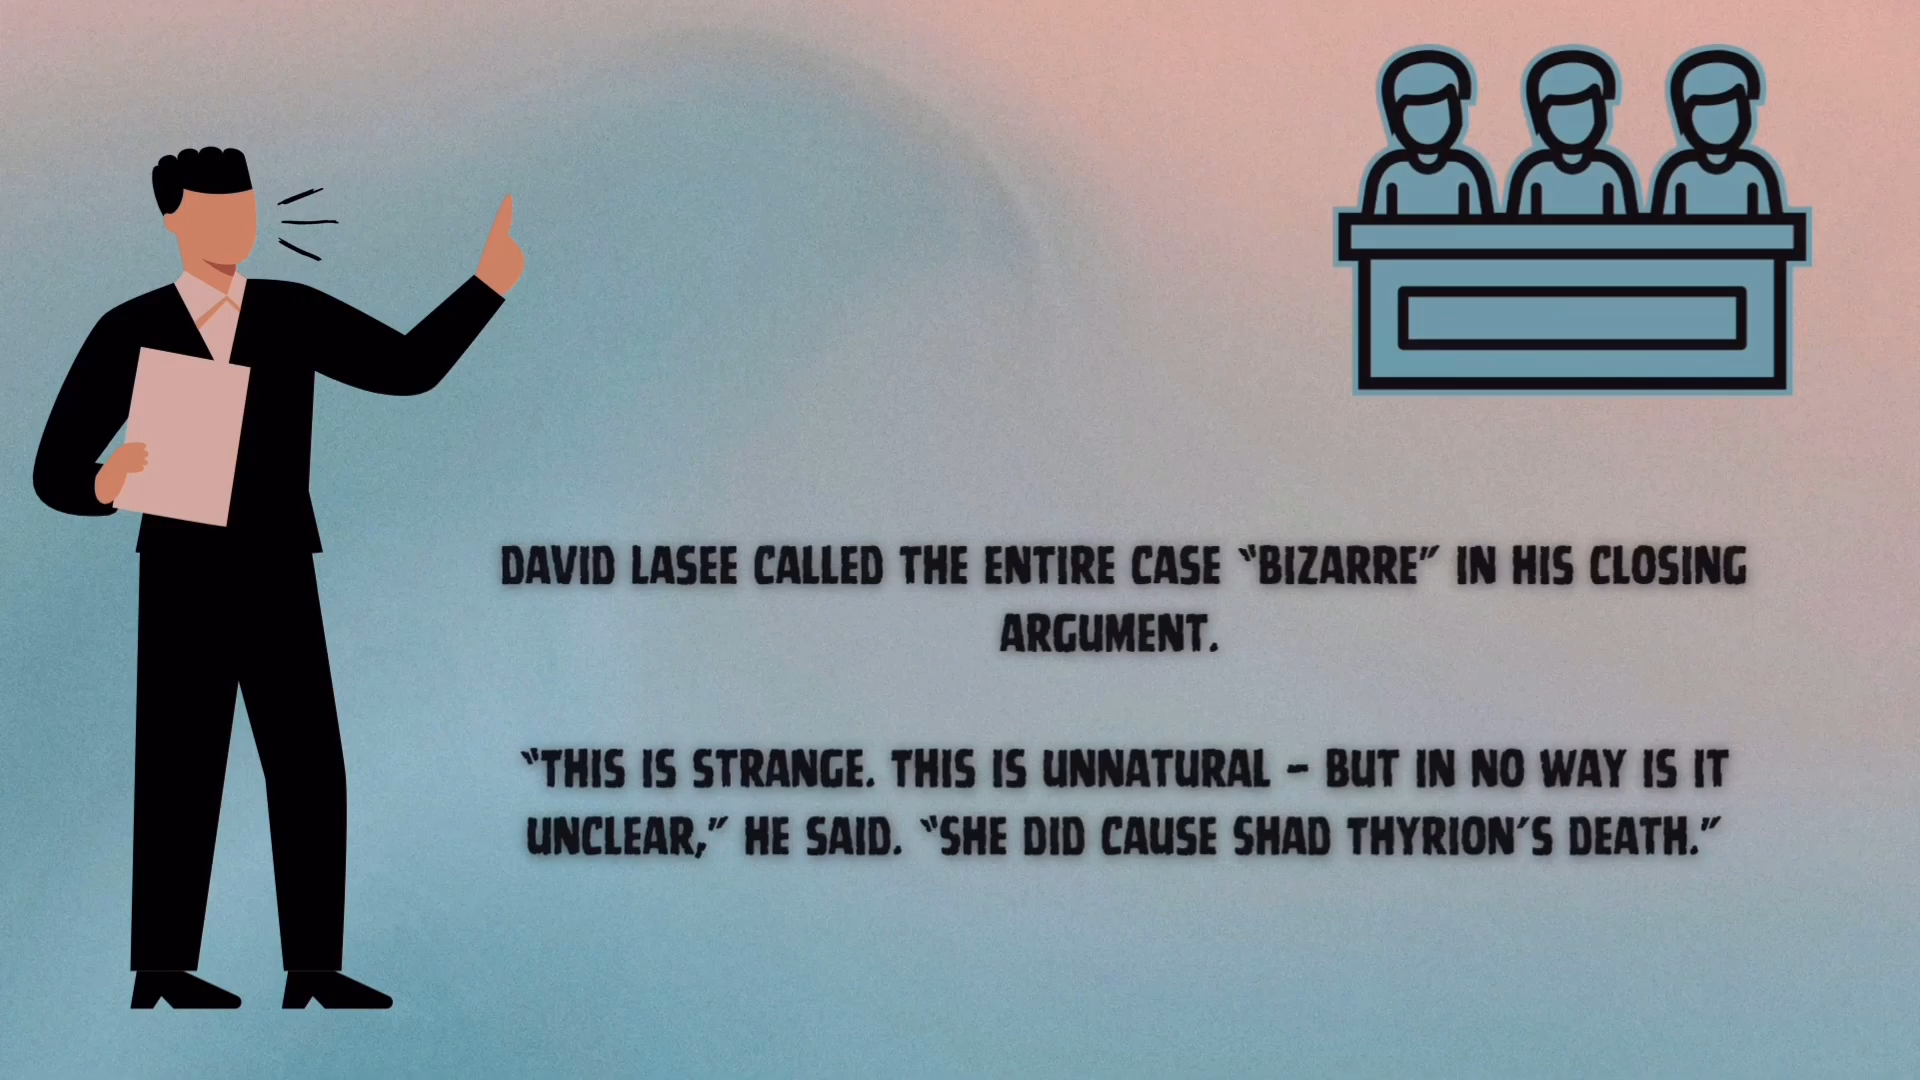 DAVID LASEE CALLED THE ENTIRE CASE “BIZARRE” IN HIS CLOSING
ARGUMENT.
“THIS IS STRANGE. THIS IS UNNATURAL – BUT IN NO WAY IS IT
UNCLEAR,” HE SAID. “SHE DID CAUSE SHAD THYRION’S DEATH.”